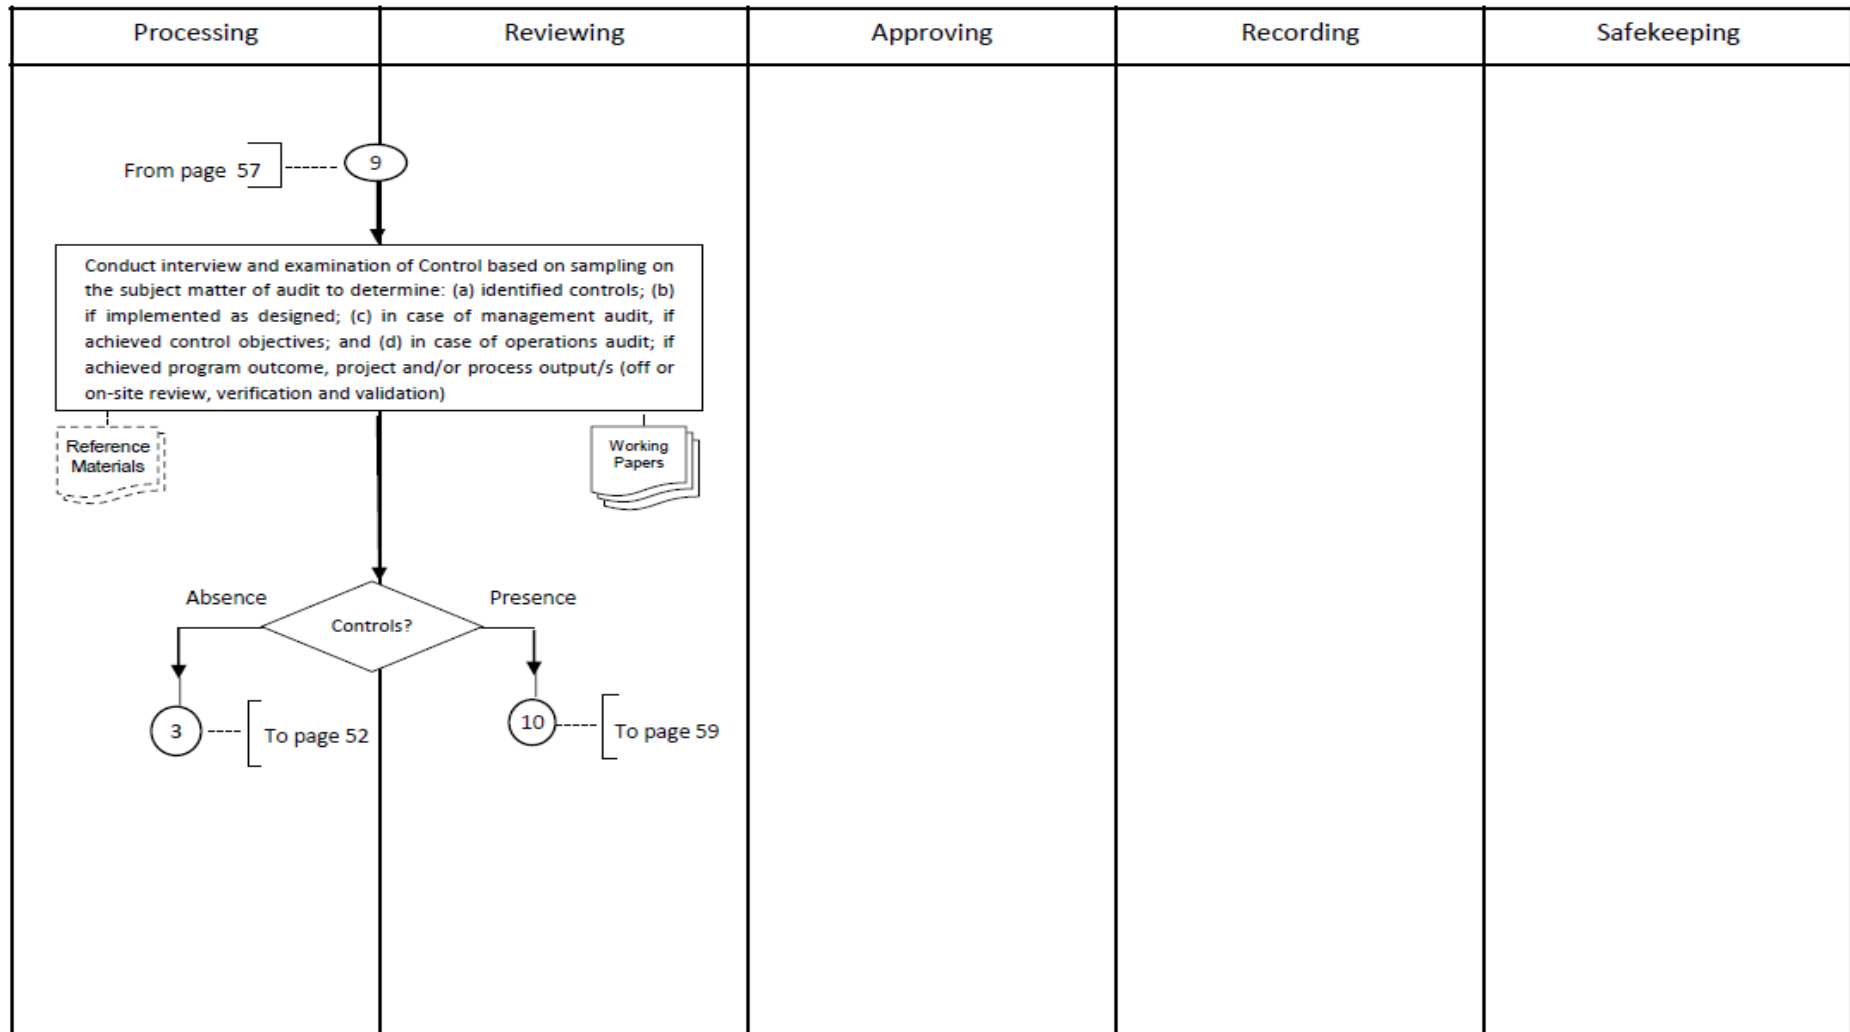 Processing
Reviewing
Approving
Recording
Safekeeping
From page 57
9
Conduct interview and examination of Control based on sampling on
the subject matter of audit to determine: (a) identified controls; (b)
if implemented as designed; (c) in case of management audit, if
achieved control objectives; and (d) in case of operations audit; if
achieved program outcome, project and/or process output/s (off or
on-site review, verification and validation)
Reference
Materials
Working
Papers
Absence
Presence
Controls?
3
To page 52
10
To page 59